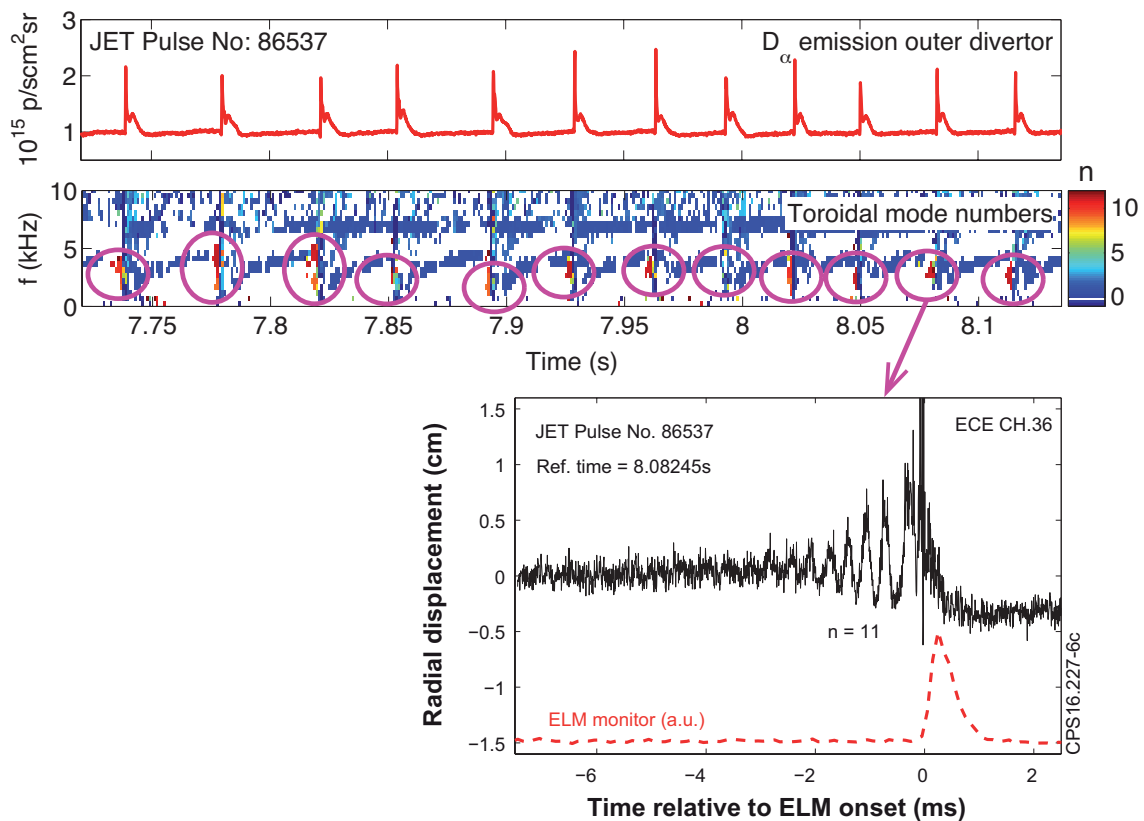 JET Pulse No: 86537
Dα emission outer divertor
10¹⁵ p/scm²sr
3
2
1
n
Toroidal mode numbers
f (kHz)
10
5
0
10
5
0
7.75
7.8
7.85
7.9
7.95
8
8.05
8.1
Time (s)
JET Pulse No. 86537
ECE CH.36
Ref. time = 8.08245s
Radial displacement (cm)
1.5
1
0.5
0
−0.5
−1
−1.5
n = 11
ELM monitor (a.u.)
CPS16.227-6c
−6
−4
−2
0
2
Time relative to ELM onset (ms)